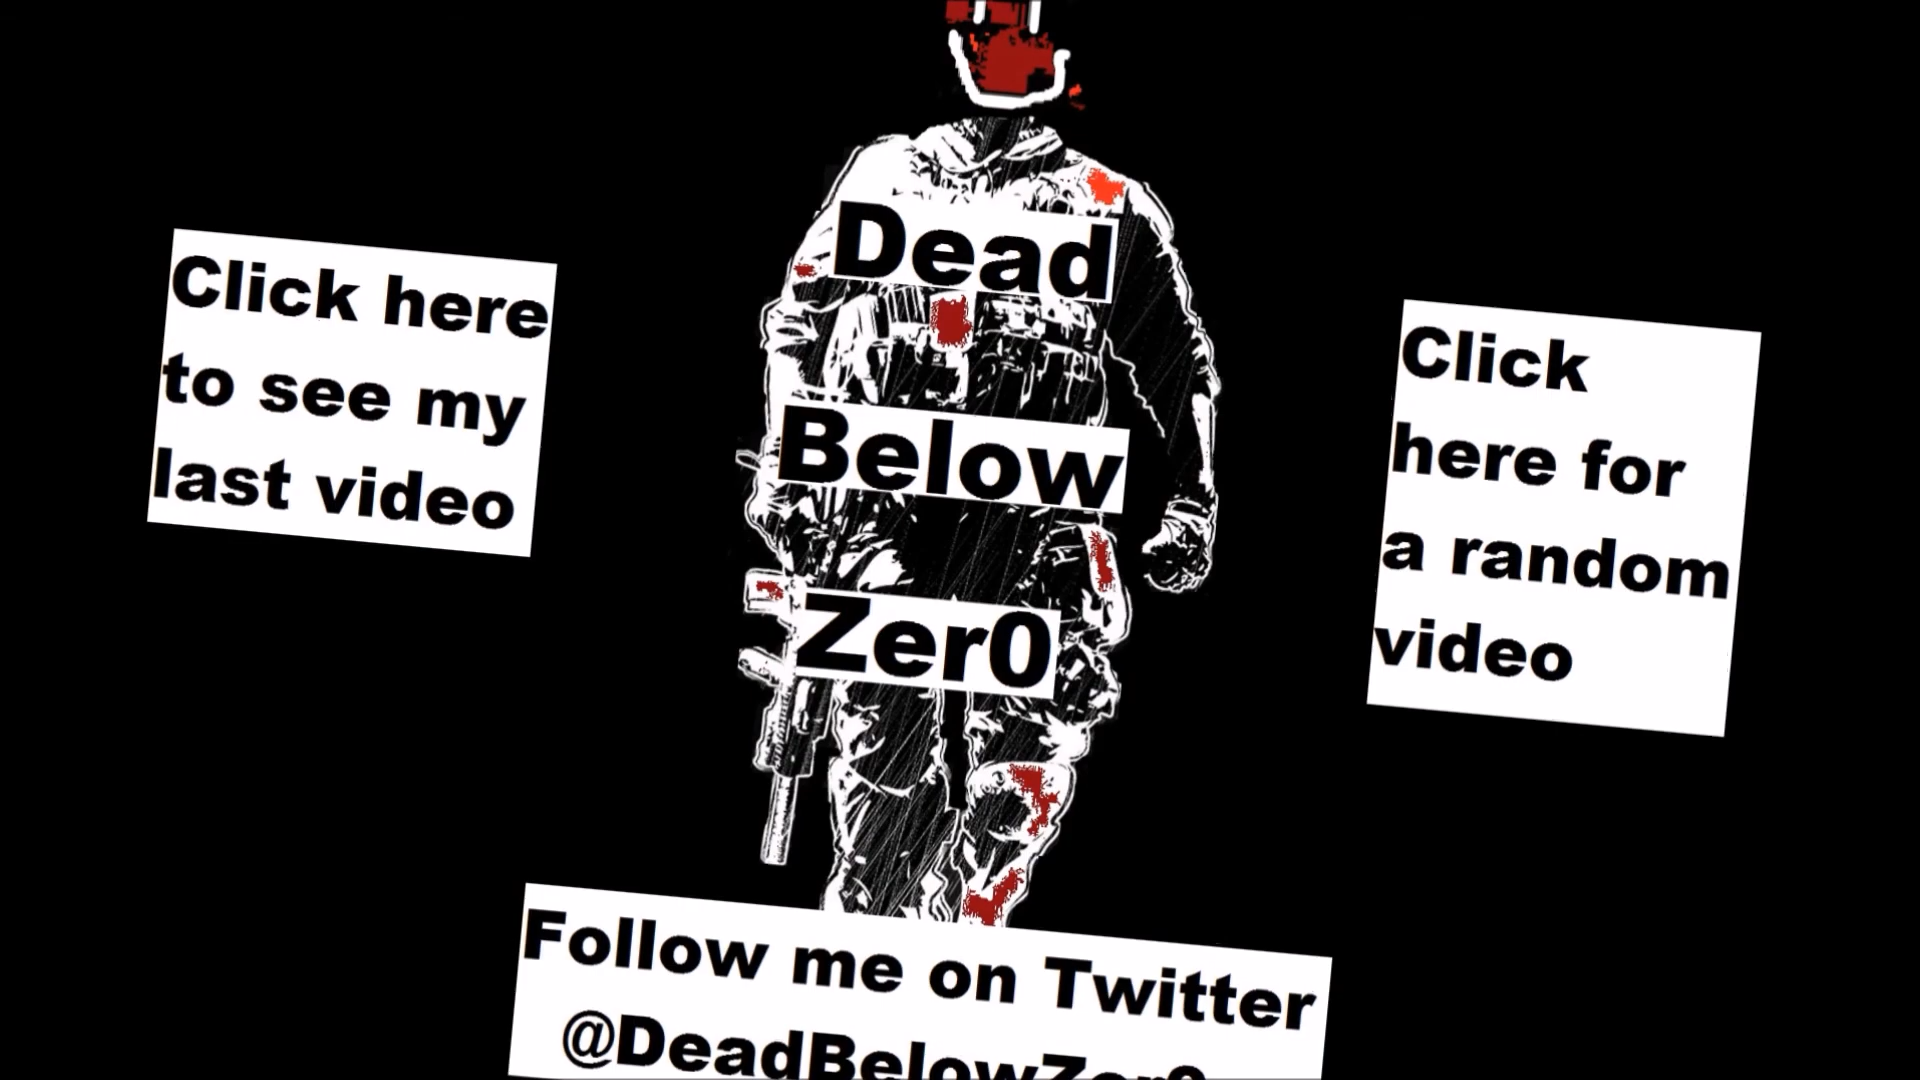 Dead
Below
Zer0
Click here
to see my
last video
Click
here for
a random
video
Follow me on Twitter
@DeadBelowZer0